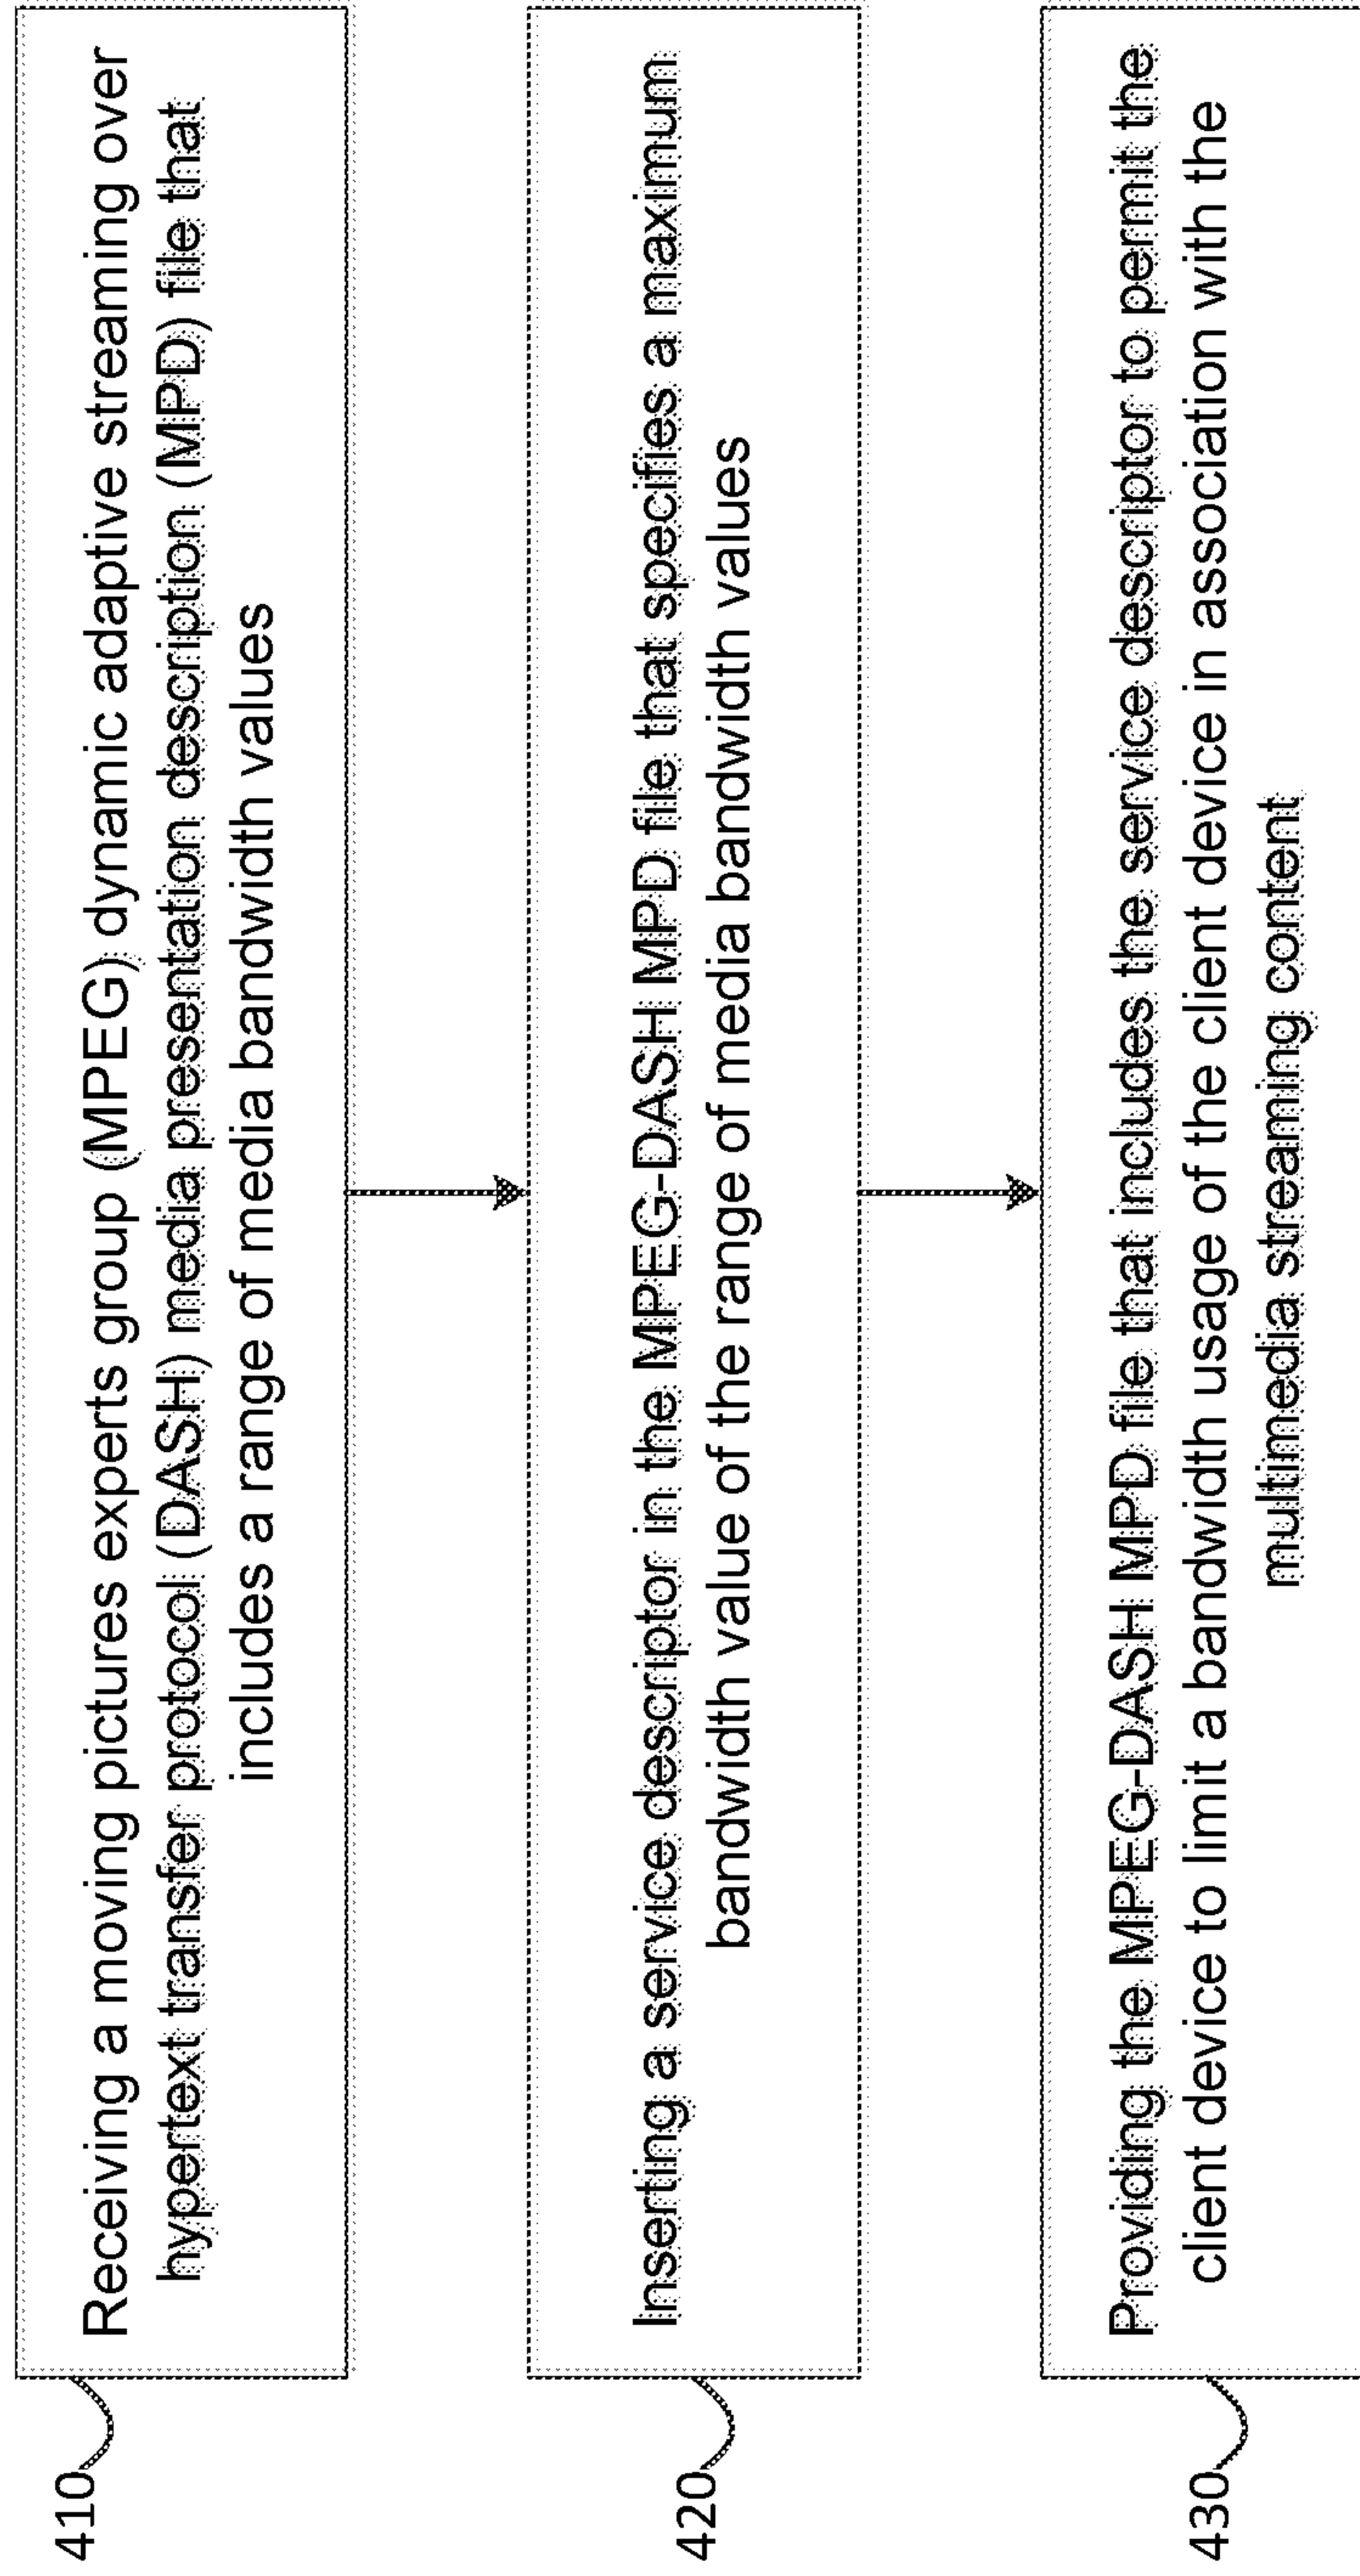 410
Receiving a moving pictures experts group (MPEG) dynamic adaptive streaming over
hypertext transfer protocol (DASH) media presentation description (MPD) file that
includes a range of media bandwidth values
420
Inserting a service descriptor in the MPEG-DASH MPD file that specifies a maximum
bandwidth value of the range of media bandwidth values
430
Providing the MPEG-DASH MPD file that includes the service descriptor to permit the
client device to limit a bandwidth usage of the client device in association with the
multimedia streaming content